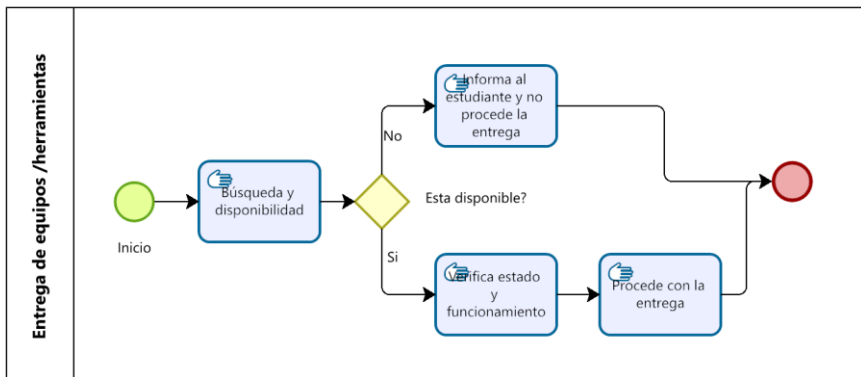 Entrega de equipos /herramientas
Inicio
Búsqueda y
disponibilidad
Esta disponible?
No
Informa al
estudiante y no
procede la
entrega
Si
Verifica estado
y
funcionamiento
Procede con la
entrega